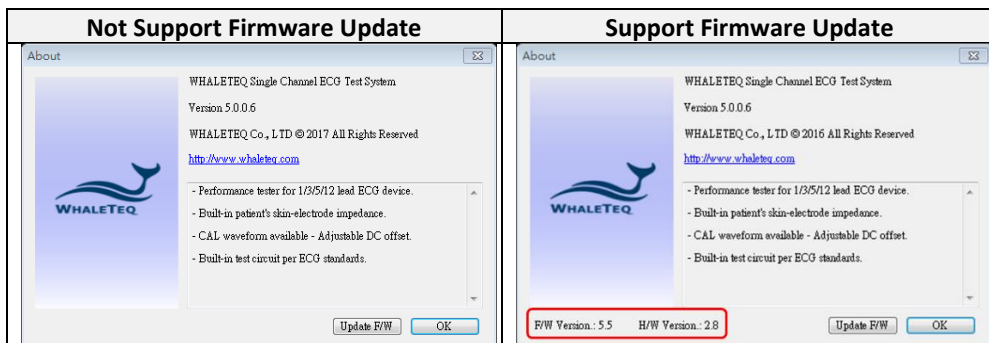 Not Support Firmware Update
Support Firmware Update
About
WHALETEQ Single Channel ECG Test System
Version 5.0.0.6
WHALETEQ Co., LTD © 2017 All Rights Reserved
http://www.whaleteq.com
- Performance tester for 1/3/5/12 lead ECG device.
- Built-in patient's skin-electrode impedance.
- CAL waveform available - Adjustable DC offset.
- Built-in test circuit per ECG standards.
WHALETEQ
Update F/W
OK
About
WHALETEQ Single Channel ECG Test System
Version 5.0.0.6
WHALETEQ Co., LTD © 2016 All Rights Reserved
http://www.whaleteq.com
- Performance tester for 1/3/5/12 lead ECG device.
- Built-in patient's skin-electrode impedance.
- CAL waveform available - Adjustable DC offset.
- Built-in test circuit per ECG standards.
WHALETEQ
F/W Version.: 5.5 H/W Version.: 2.8
Update F/W
OK